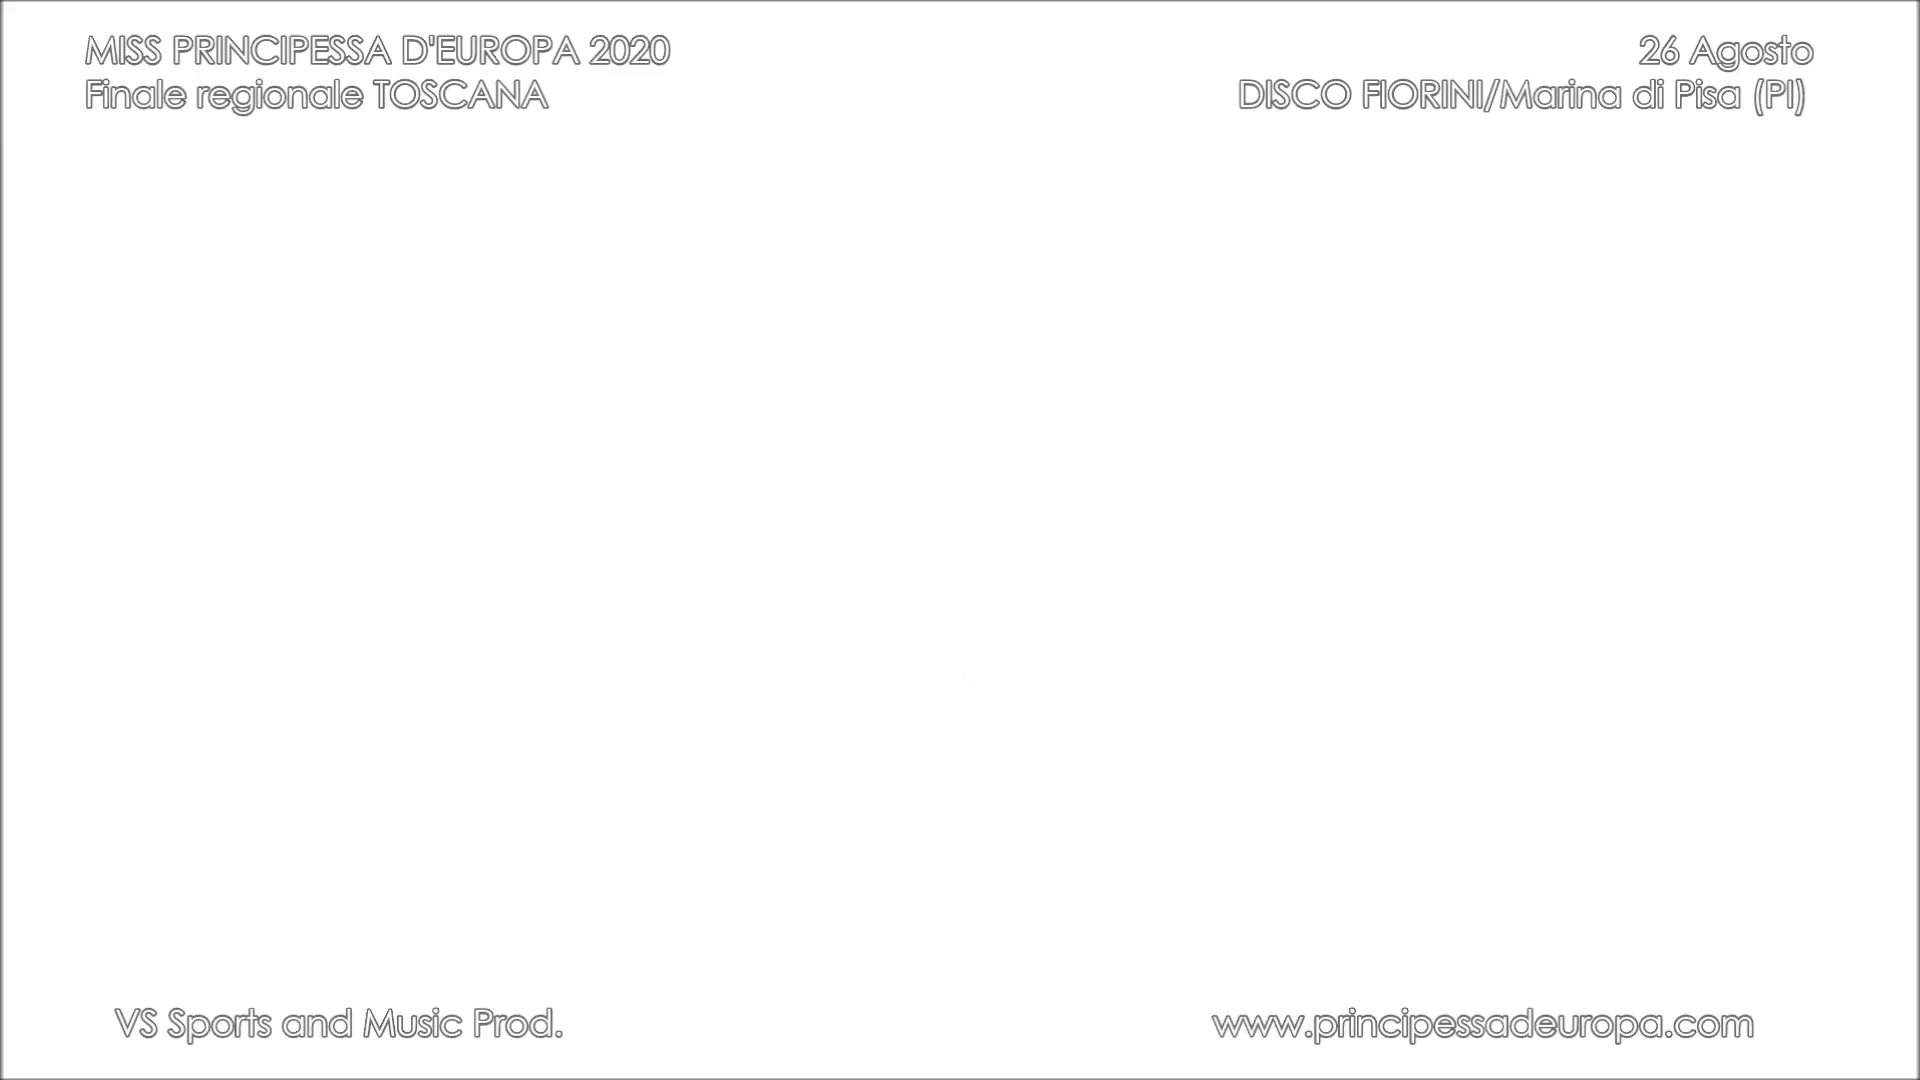 MISS PRINCIPESSA D'EUROPA 2020
Finale regionale TOSCANA
26 Agosto
DISCO FIORINI/Marina di Pisa (PI)
VS Sports and Music Prod.
www.principessadeuropa.com